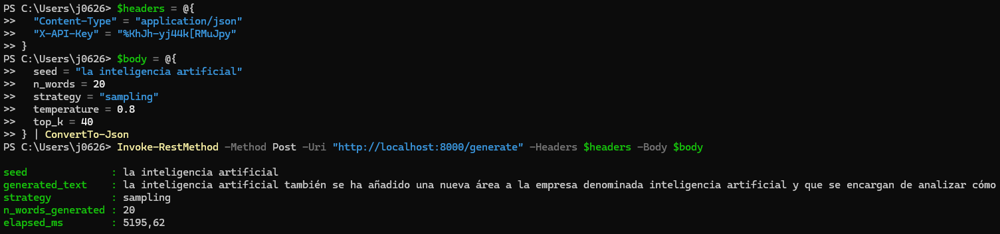 PS C:\Users\j0626> $headers = @{
>>   "Content-Type" = "application/json"
>>   "X-API-Key" = "%KhJh-yj44k[RMuJpy"
>> }
PS C:\Users\j0626> $body = @{
>>   seed = "la inteligencia artificial"
>>   n_words = 20
>>   strategy = "sampling"
>>   temperature = 0.8
>>   top_k = 40
>> } | ConvertTo-Json
PS C:\Users\j0626> Invoke-RestMethod -Method Post -Uri "http://localhost:8000/generate" -Headers $headers -Body $body
seed              : la inteligencia artificial
generated_text    : la inteligencia artificial también se ha añadido una nueva área a la empresa denominada inteligencia artificial y que se encargan de analizar cómo
strategy          : sampling
n_words_generated : 20
elapsed_ms        : 5195,62